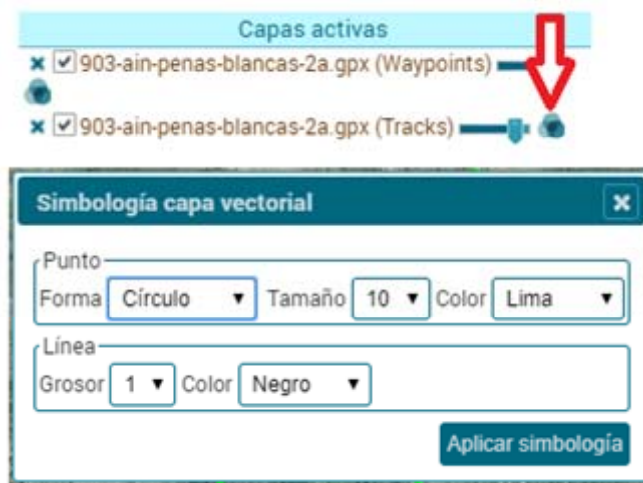 Capas activas
903-ain-penas-blancas-2a.gpx (Waypoints)
903-ain-penas-blancas-2a.gpx (Tracks)
Simbología capa vectorial
Punto
Forma Círculo Tamaño 10 Color Lima
Línea
Grosor 1 Color Negro
Aplicar simbología